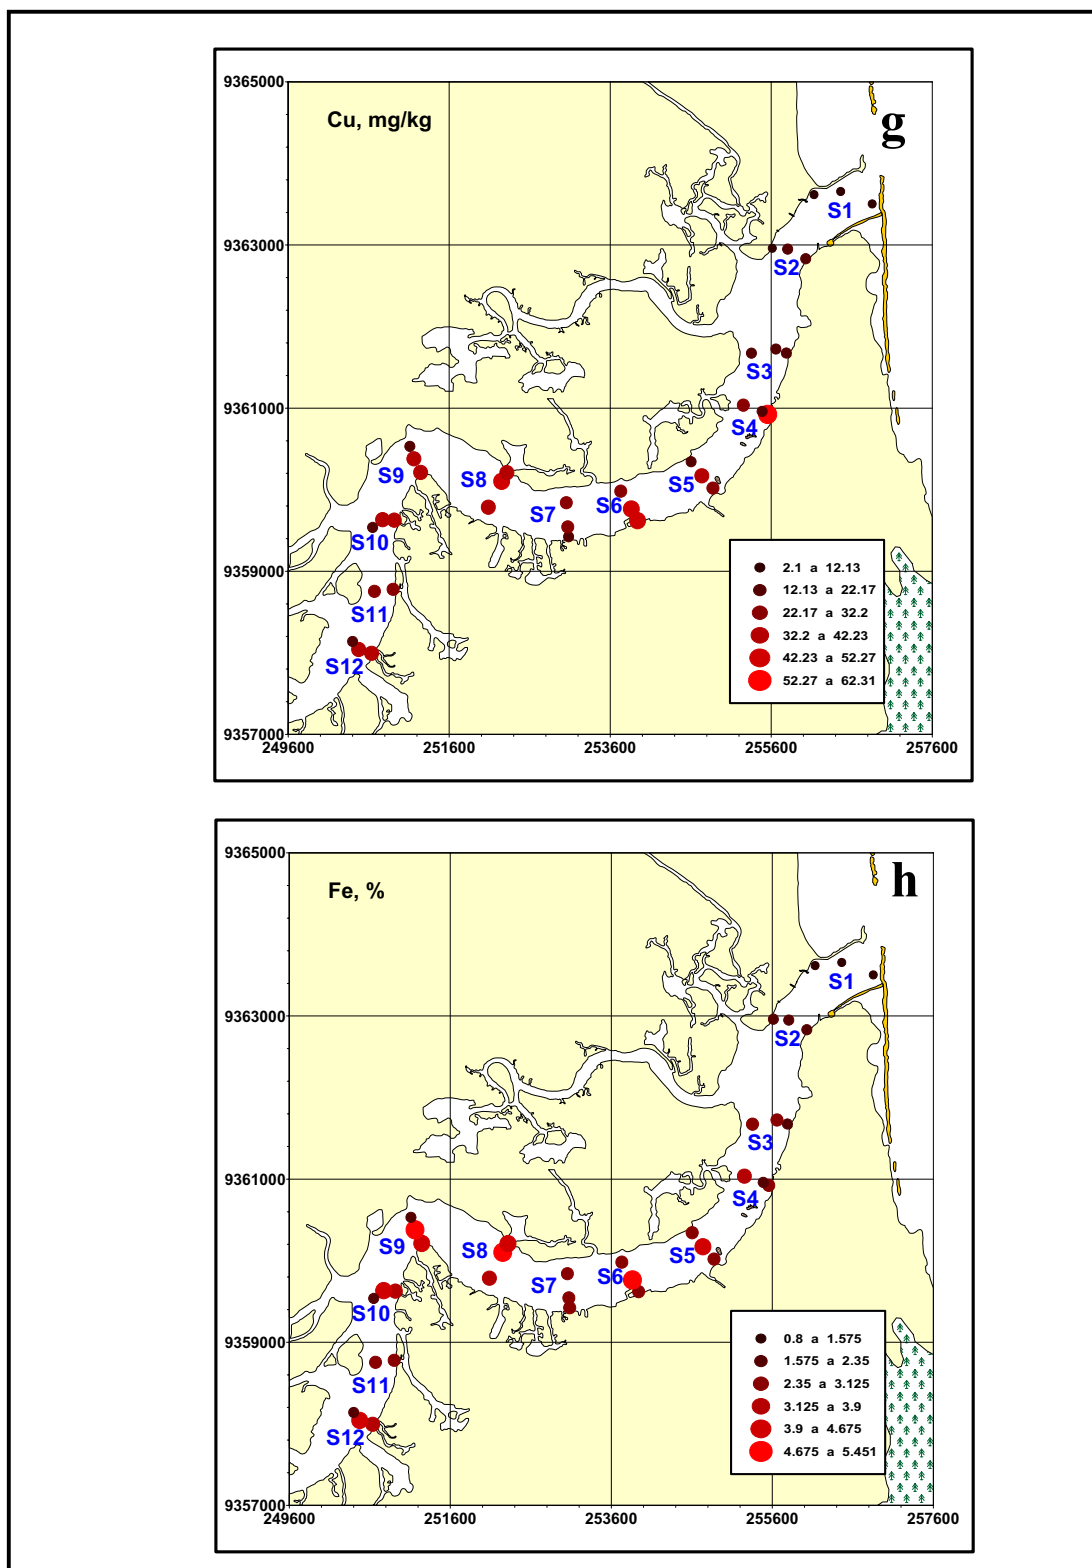 9365000
Cu, mg/kg
g
S1
9363000
S2
S3
9361000
S4
S9
S8
S5
S7
S6
S10
9359000
2.1 a 12.13
12.13 a 22.17
S11
22.17 a 32.2
32.2 a 42.23
S12
42.23 a 52.27
52.27 a 62.31
9357000
249600 251600 253600 255600 257600
9365000
Fe, %
h
S1
9363000
S2
S3
9361000
S4
S9
S8
S5
S7
S6
S10
9359000
0.8 a 1.575
1.575 a 2.35
S11
2.35 a 3.125
3.125 a 3.9
S12
3.9 a 4.675
4.675 a 5.451
9357000
249600 251600 253600 255600 257600